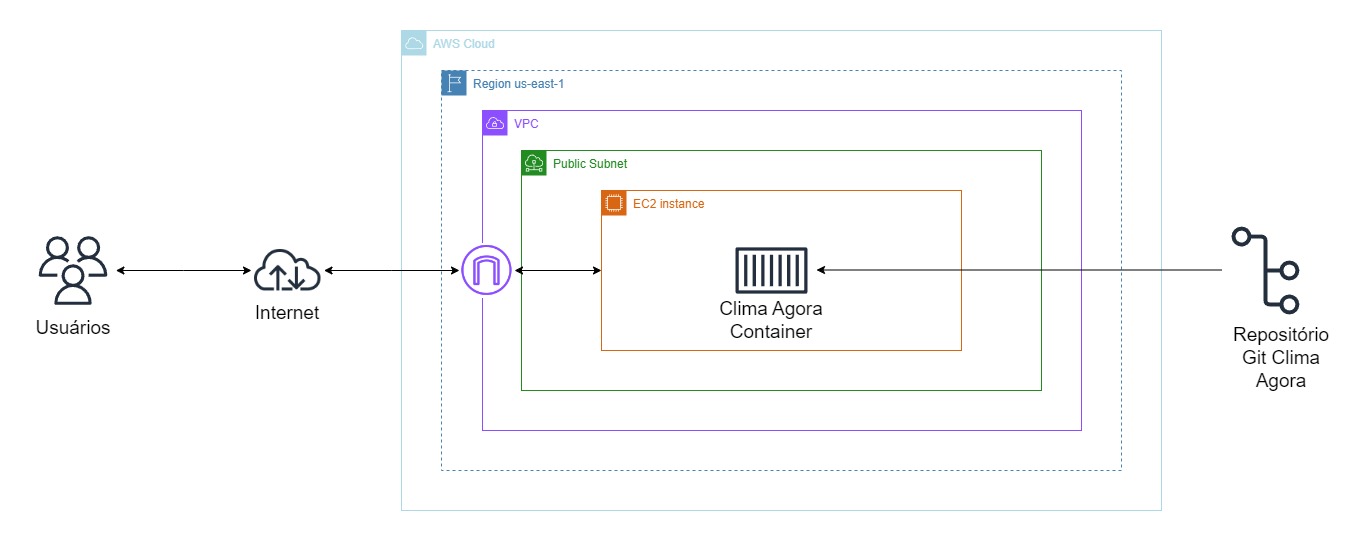 AWS Cloud
Region us-east-1
VPC
Public Subnet
EC2 instance
Usuários
Internet
Clima Agora
Container
Repositório
Git Clima
Agora